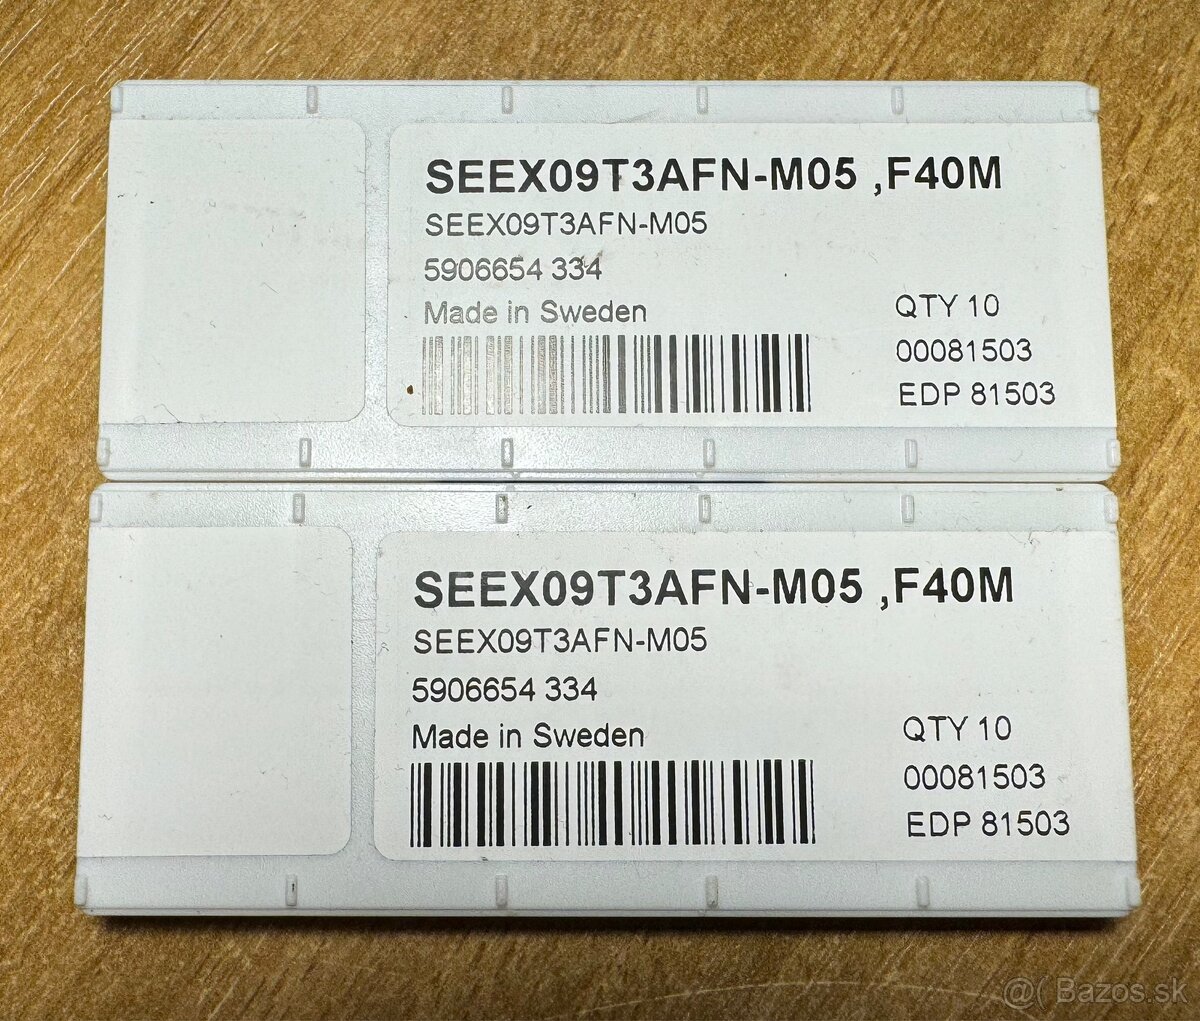 SEEX09T3AFN-M05 ,F40M
SEEX09T3AFN-M05
5906654 334
Made in Sweden
QTY 10
00081503
EDP 81503
SEEX09T3AFN-M05 ,F40M
SEEX09T3AFN-M05
5906654 334
Made in Sweden
QTY 10
00081503
EDP 81503
@( Bazos.sk